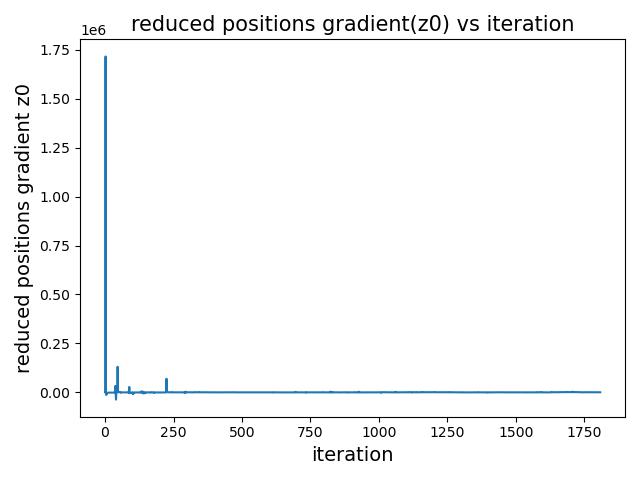 reduced positions gradient(z0) vs iteration
1e6
reduced positions gradient z0
1.75
1.50
1.25
1.00
0.75
0.50
0.25
0.00
0 250 500 750 1000 1250 1500 1750
iteration